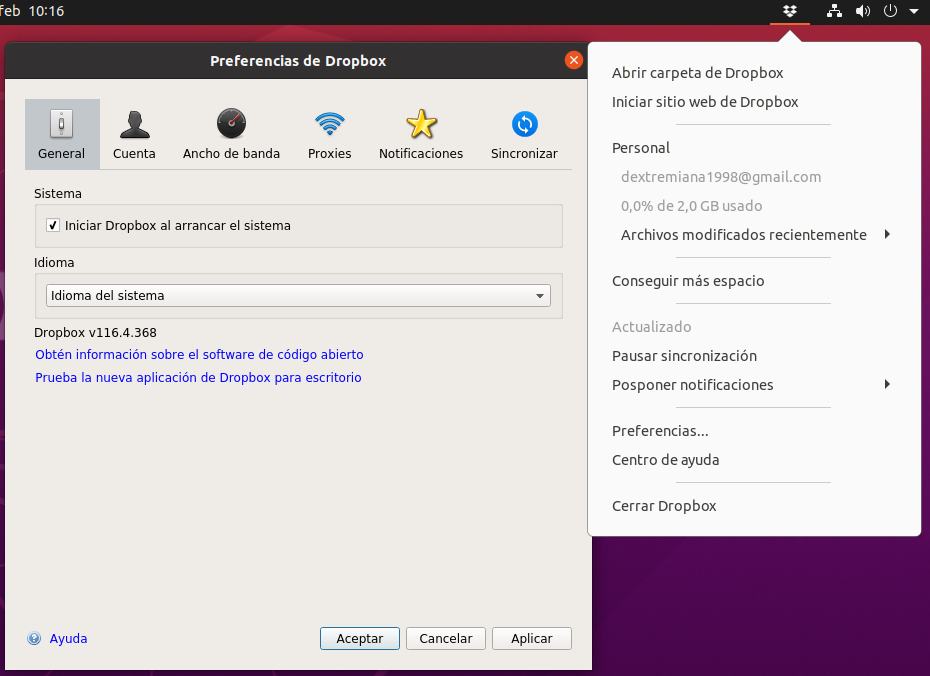 feb 10:16
Preferencias de Dropbox
General
Cuenta
Ancho de banda
Proxies
Notificaciones
Sincronizar
Sistema
Iniciar Dropbox al arrancar el sistema
Idioma
Idioma del sistema
Dropbox v116.4.368
Obtén información sobre el software de código abierto
Prueba la nueva aplicación de Dropbox para escritorio
Ayuda
Aceptar
Cancelar
Aplicar
Abrir carpeta de Dropbox
Iniciar sitio web de Dropbox
Personal
dextremiana1998@gmail.com
0,0% de 2,0 GB usado
Archivos modificados recientemente
Conseguir más espacio
Actualizado
Pausar sincronización
Posponer notificaciones
Preferencias...
Centro de ayuda
Cerrar Dropbox